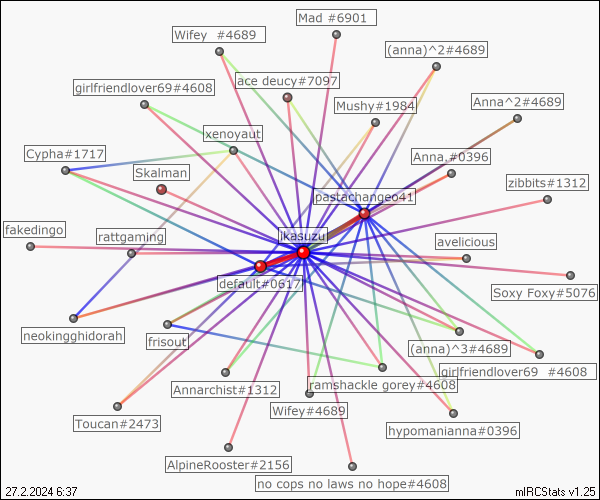 Mad #6901
Wifey  #4689
(anna)^2#4689
girlfriendlover69#4608
ace deucy#7097
Mushy#1984
Anna^2#4689
xenoyaut
Cypha#1717
Anna.#0396
Skalman
zibbits#1312
pastachangeo41
fakedingo
rattgaming
ikasuzu
avelicious
default#0617
Soxy Foxy#5076
neokingghidorah
frisout
(anna)^3#4689
girlfriendlover69  #4608
Annarchist#1312
ramshackle gorey#4608
Toucan#2473
Wifey#4689
hypomanianna#0396
AlpineRooster#2156
no cops no laws no hope#4608
27.2.2024 6:37
mIRCStats v1.25